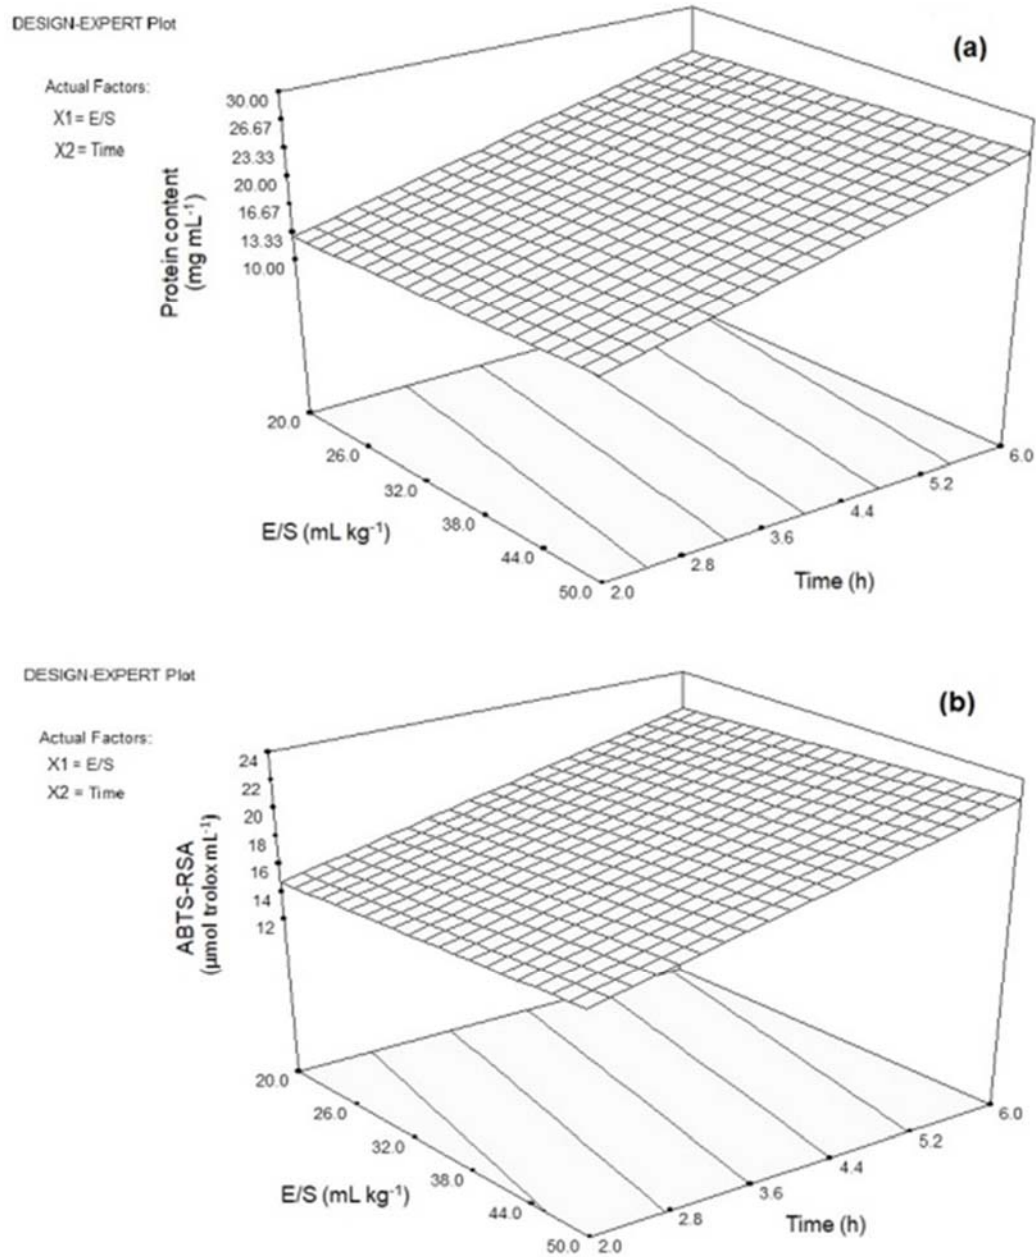 DESIGN-EXPERT Plot
(a)
Actual Factors:
X1 = E/S
X2 = Time
30.00
26.67
23.33
20.00
16.67
13.33
10.00
Protein content
(mg mL⁻¹)
20.0
26.0
32.0
38.0
44.0
50.0
E/S (mL kg⁻¹)
2.0
2.8
3.6
4.4
5.2
6.0
Time (h)
DESIGN-EXPERT Plot
(b)
Actual Factors:
X1 = E/S
X2 = Time
24
22
20
18
16
14
12
ABTS-RSA
(µmol trolox mL⁻¹)
20.0
26.0
32.0
38.0
44.0
50.0
E/S (mL kg⁻¹)
2.0
2.8
3.6
4.4
5.2
6.0
Time (h)